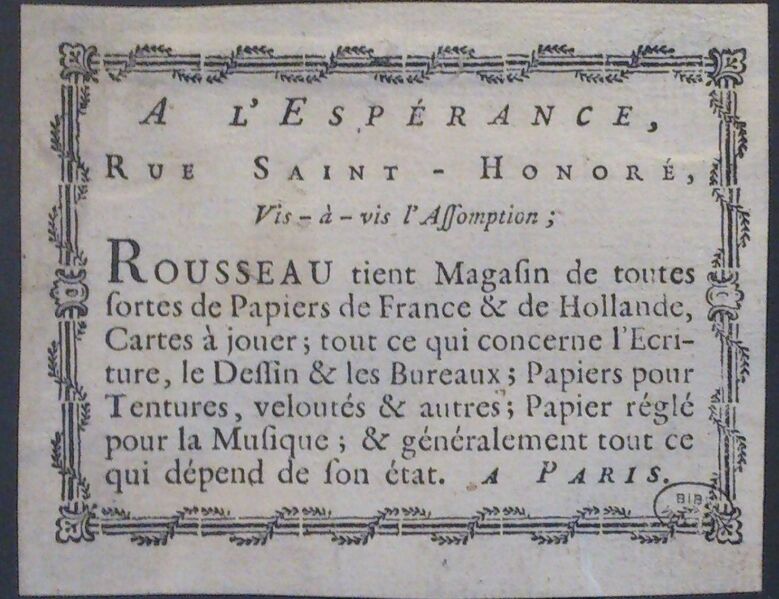 A L'ESPÉRANCE,
RUE SAINT-HONORÉ,
Vis-à-vis l'Aſſomption ;
ROUSSEAU tient Magaſin de toutes
ſortes de Papiers de France & de Hollande,
Cartes à jouer ; tout ce qui concerne l'Ecri-
ture, le Deſſin & les Bureaux ; Papiers pour
Tentures, veloutés & autres ; Papier réglé
pour la Muſique ; & généralement tout ce
qui dépend de ſon état. A PARIS.
BIB